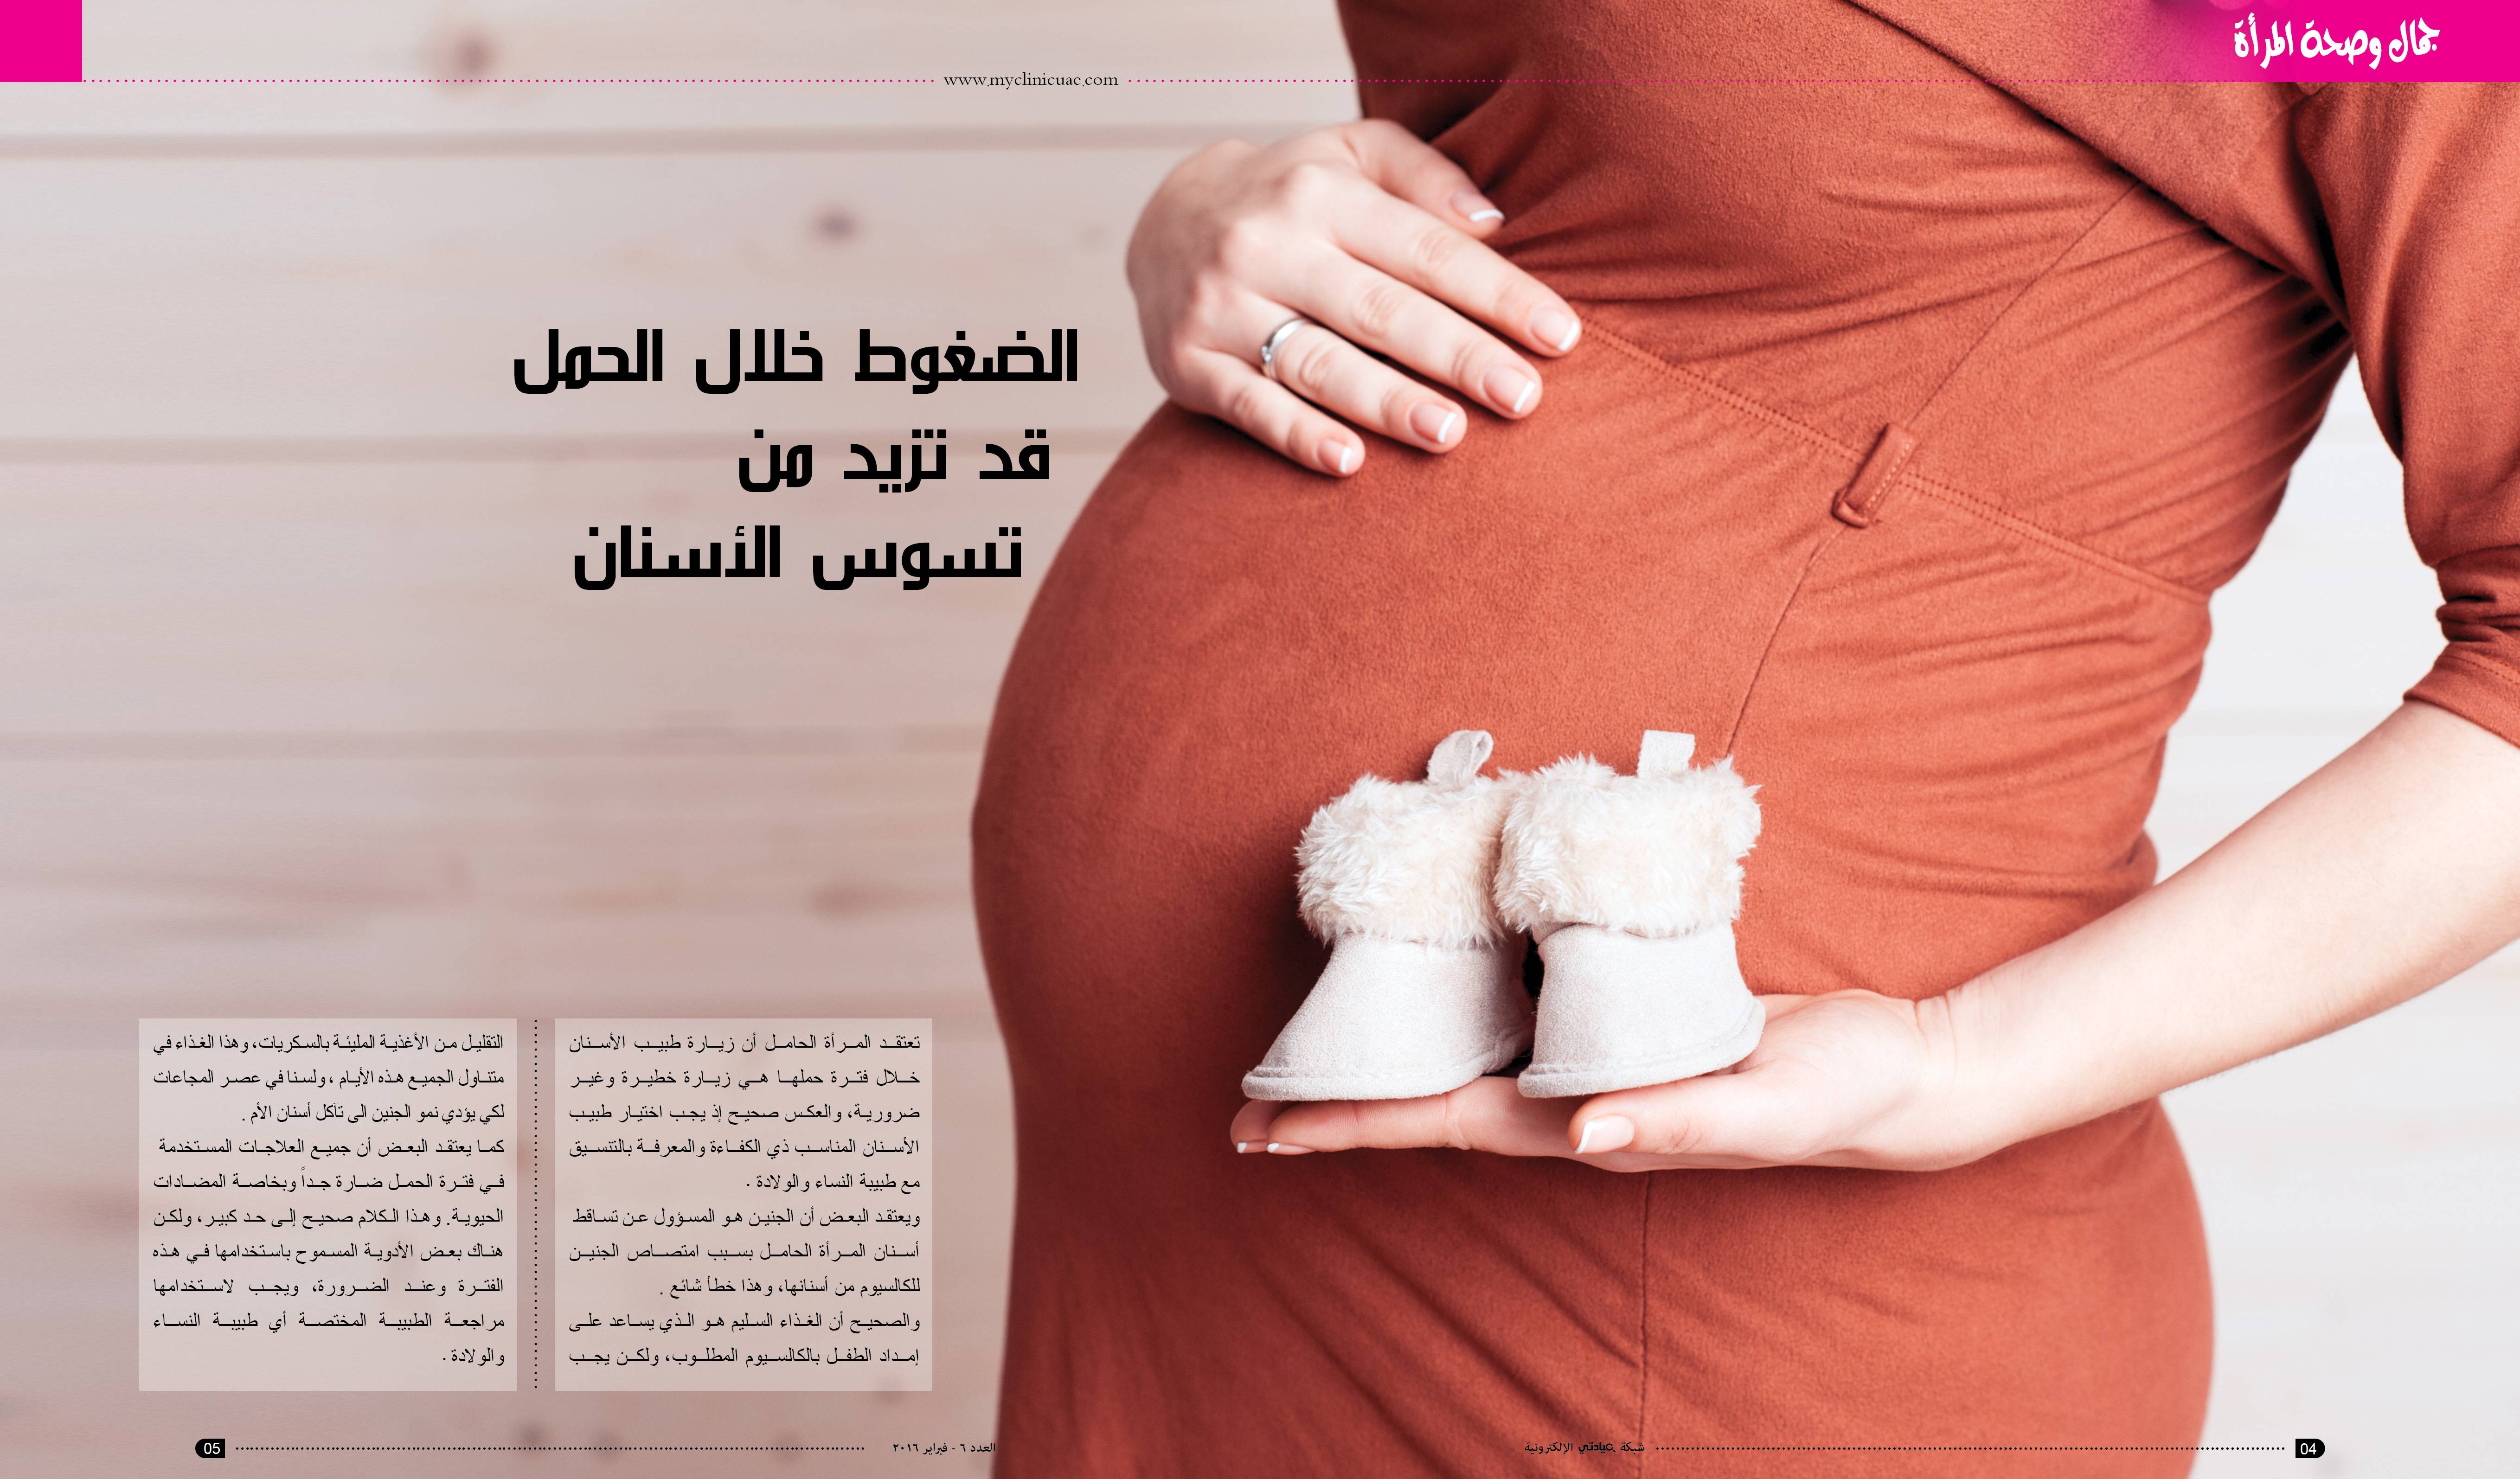 جمال وصحة المرأة
www.myclinicuae.com
الضغوط خلال الحمل
قد تزيد من
تسوس الأسنان
تعتقد المرأة الحامل أن زيارة طبيب الأسنان
خلال فترة حملها هي زيارة خطيرة وغير
ضرورية، والعكس صحيح إذ يجب اختيار طبيب
الأسنان المناسب ذي الكفاءة والمعرفة بالتنسيق
مع طبيبة النساء والولادة .
ويعتقد البعض أن الجنين هو المسؤول عن تساقط
أسنان المرأة الحامل بسبب امتصاص الجنين
للكالسيوم من أسنانها، وهذا خطأ شائع .
والصحيح أن الغذاء السليم هو الذي يساعد على
إمداد الطفل بالكالسيوم المطلوب، ولكن يجب
التقليل من الأغذية المليئة بالسكريات، وهذا الغذاء في
متناول الجميع هذه الأيام ، ولسنا في عصر المجاعات
لكي يؤدي نمو الجنين الى تآكل أسنان الأم .
كما يعتقد البعض أن جميع العلاجات المستخدمة
في فترة الحمل ضارة جداً وبخاصة المضادات
الحيوية. وهذا الكلام صحيح إلى حد كبير، ولكن
هناك بعض الأدوية المسموح باستخدامها في هذه
الفترة وعند الضرورة، ويجب لاستخدامها
مراجعة الطبيبة المختصة أي طبيبة النساء
والولادة .
04
شبكة عيادتي الإلكترونية
العدد ٦ - فبراير ٢٠١٦
05